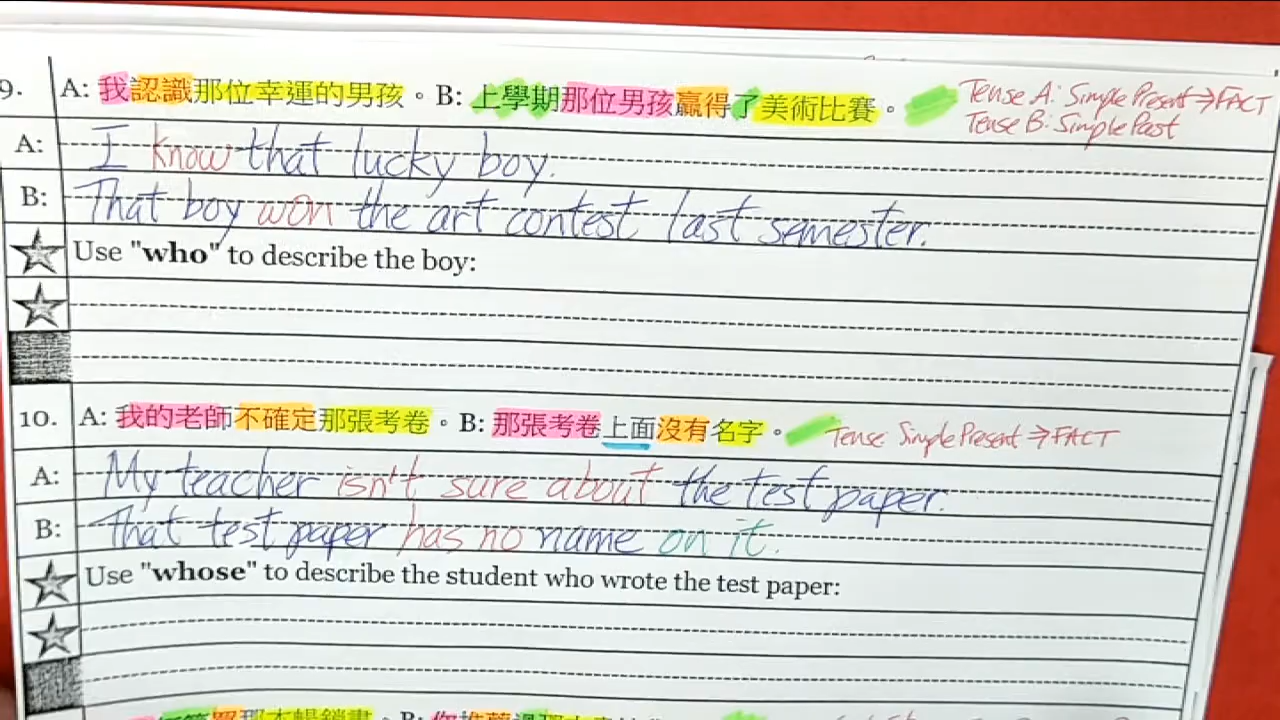 9. A: 我認識那位幸運的男孩。B: 上學期那位男孩贏得了美術比賽。 Tense A: Simple Present → FACT
Tense B: Simple Past
A: I know that lucky boy.
B: That boy won the art contest last semester.
Use "who" to describe the boy:
10. A: 我的老師不確定那張考卷。B: 那張考卷上面沒有名字。 Tense Simple Present ⇒ FACT
A: My teacher isn't sure about the test paper.
B: That test paper has no name on it.
Use "whose" to describe the student who wrote the test paper: